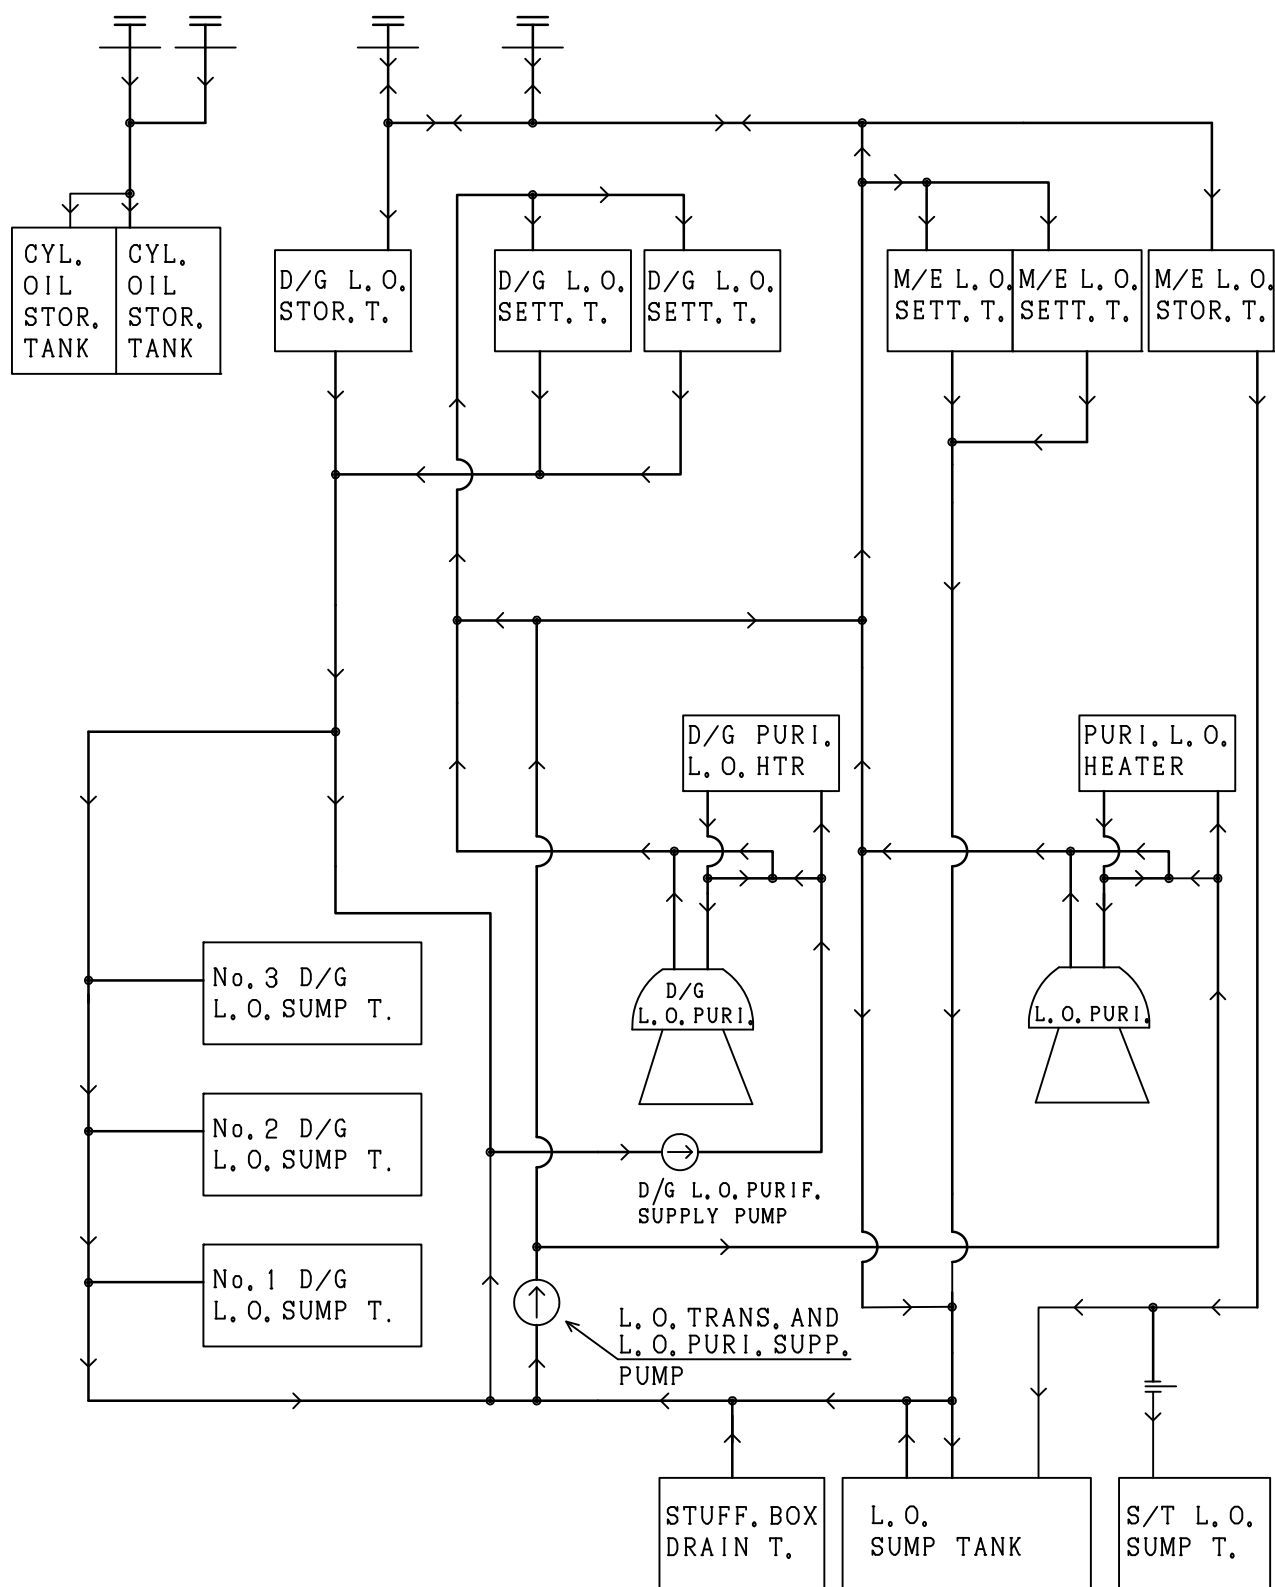 CYL.
OIL
STOR.
TANK
CYL.
OIL
STOR.
TANK
D/G L.O.
STOR.T.
D/G L.O.
SETT.T.
D/G L.O.
SETT.T.
M/E L.O.
SETT.T.
M/E L.O.
SETT.T.
M/E L.O.
STOR.T.
D/G PURI.
L.O.HTR
PURI.L.O.
HEATER
No.3 D/G
L.O.SUMP T.
D/G
L.O.PURI.
L.O.PURI.
No.2 D/G
L.O.SUMP T.
D/G L.O.PURIF.
SUPPLY PUMP
No.1 D/G
L.O.SUMP T.
L.O.TRANS.AND
L.O.PURI.SUPP.
PUMP
STUFF.BOX
DRAIN T.
L.O.
SUMP TANK
S/T L.O.
SUMP T.